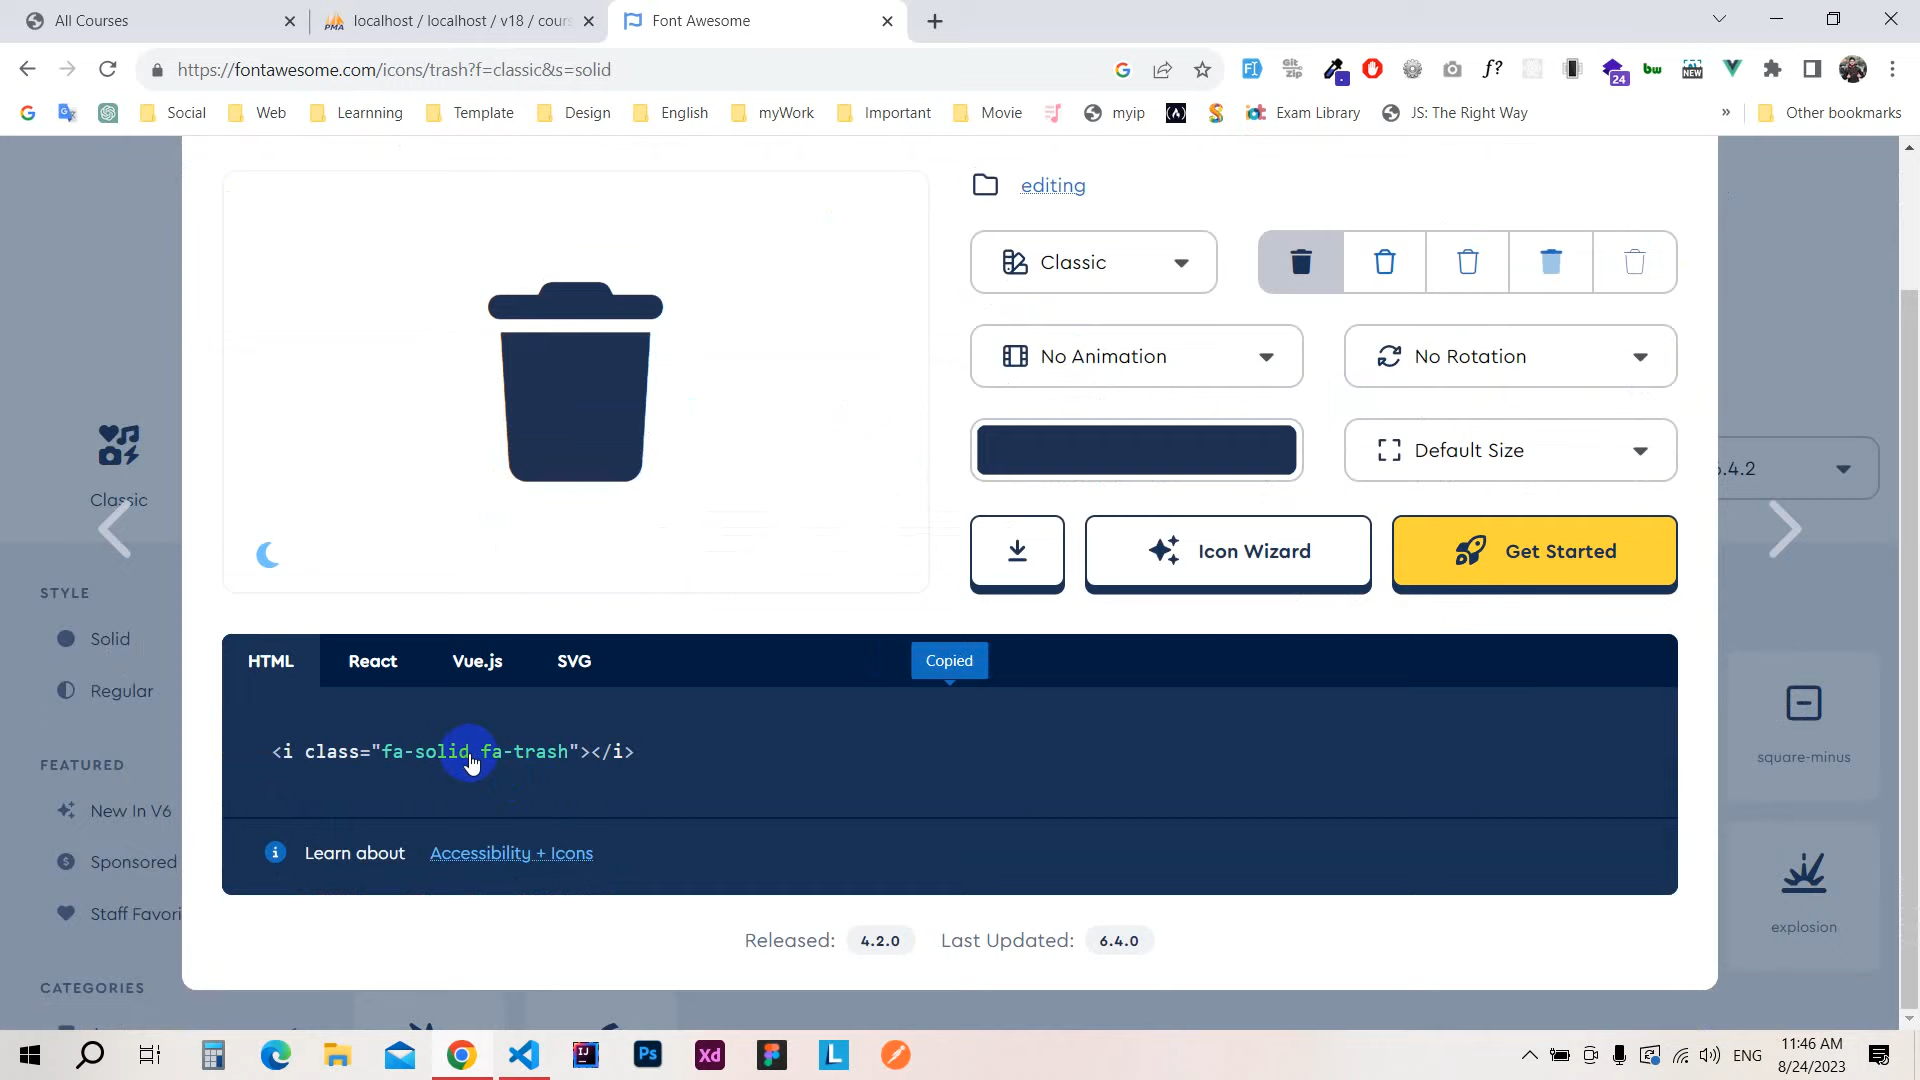 All Courses
localhost / localhost / v18 / cour
Font Awesome
https://fontawesome.com/icons/trash?f=classic&s=solid
24
NEW
Social
Web
Learnning
Template
Design
English
myWork
Important
Movie
myip
Exam Library
JS: The Right Way
»
Other bookmarks
editing
Classic
No Animation
No Rotation
Default Size
.4.2
Classic
Icon Wizard
Get Started
STYLE
Solid
Regular
HTML
React
Vue.js
SVG
Copied
<i class="fa-solid fa-trash"></i>
square-minus
FEATURED
New In V6
Sponsored
Staff Favori
Learn about Accessibility + Icons
explosion
Released: 4.2.0 Last Updated: 6.4.0
CATEGORIES
ENG
11:46 AM
8/24/2023